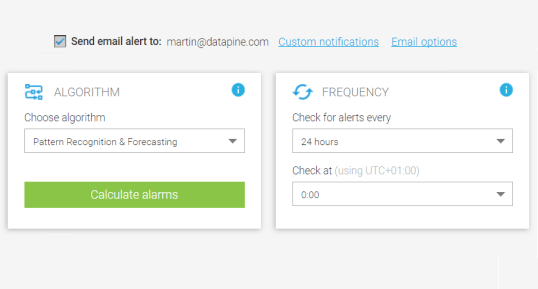 Send email alert to: martin@datapine.com Custom notifications Email options
ALGORITHM
Choose algorithm
Pattern Recognition & Forecasting
Calculate alarms
FREQUENCY
Check for alerts every
24 hours
Check at (using UTC+01:00)
0:00